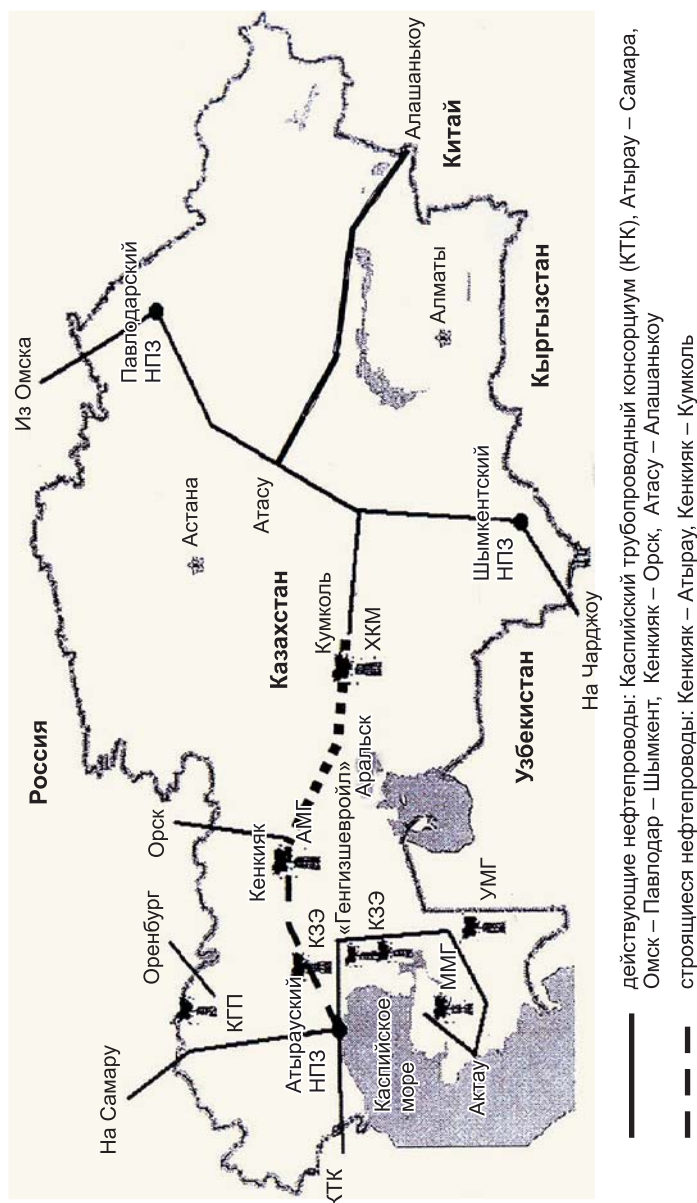 Россия
Из Омска
Павлодарский
НПЗ
Орск
Оренбург
На Самару
Астана
Атасу
Алашанькоу
Китай
КГП
Кенкияк
АМГ
Казахстан
Кумколь
ХКМ
Алматы
Атырауский
НПЗ
КЗЭ
«Генгизшевройл»
КЗЭ
Аральск
Шымкентский
НПЗ
Кыргызстан
КТК
Каспийское
море
ММГ
УМГ
Актау
Узбекистан
На Чарджоу
действующие нефтепроводы: Каспийский трубопроводный консорциум (КТК), Атырау – Самара,
Омск – Павлодар – Шымкент, Кенкияк – Орск, Атасу – Алашанькоу
строящиеся нефтепроводы: Кенкияк – Атырау, Кенкияк – Кумколь